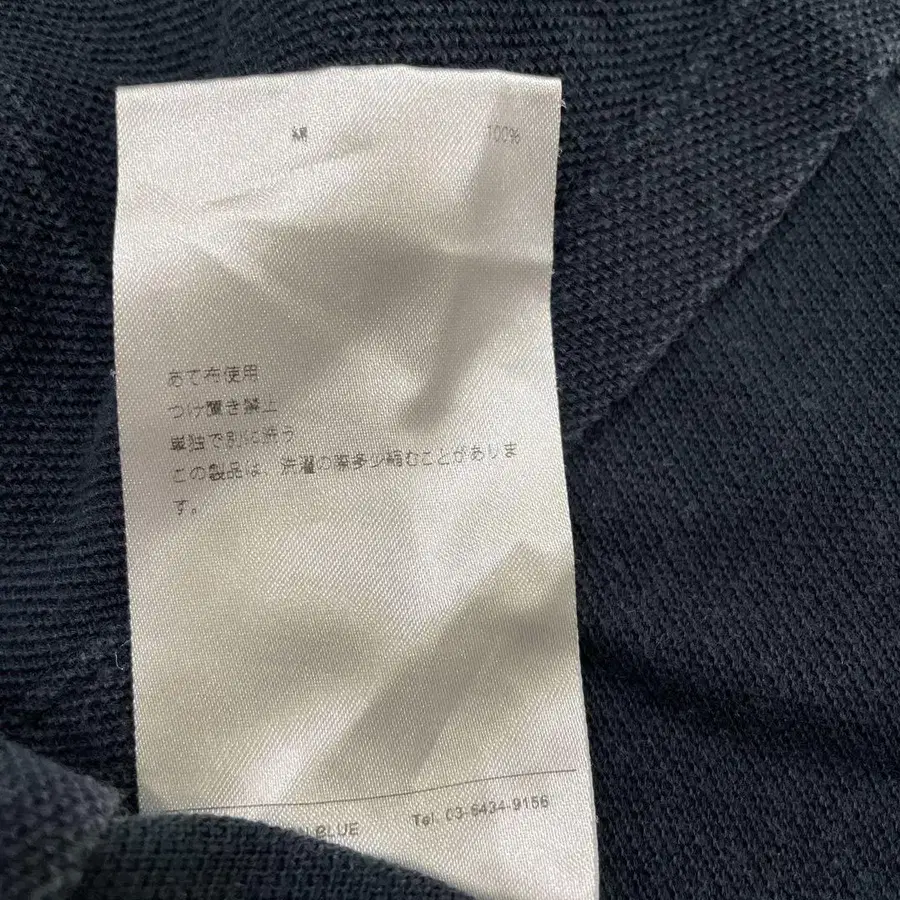 綿 100%
あて布使用
つけ置き禁止
単独で別に洗う
この製品は、洗濯の際多少縮むことがありま
す。
BLUE Tel. 03-6434-9156